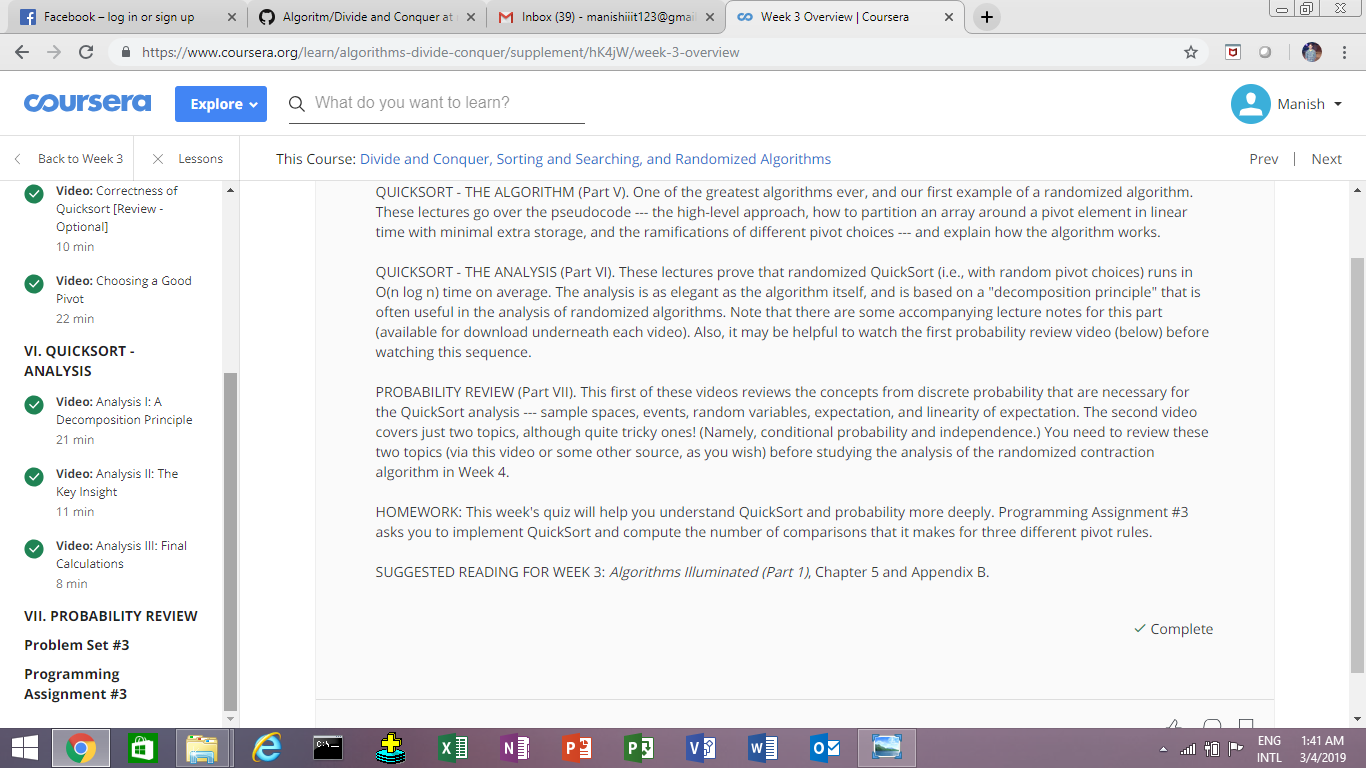 Facebook – log in or sign up
Algoritm/Divide and Conquer at
Inbox (39) - manishiiit123@gmai
Week 3 Overview | Coursera
https://www.coursera.org/learn/algorithms-divide-conquer/supplement/hK4jW/week-3-overview
coursera
Explore
What do you want to learn?
Manish
Back to Week 3
Lessons
This Course: Divide and Conquer, Sorting and Searching, and Randomized Algorithms
Prev | Next
Video: Correctness of
Quicksort [Review -
Optional]
10 min
Video: Choosing a Good
Pivot
22 min
VI. QUICKSORT -
ANALYSIS
Video: Analysis I: A
Decomposition Principle
21 min
Video: Analysis II: The
Key Insight
11 min
Video: Analysis III: Final
Calculations
8 min
VII. PROBABILITY REVIEW
Problem Set #3
Programming
Assignment #3
QUICKSORT - THE ALGORITHM (Part V). One of the greatest algorithms ever, and our first example of a randomized algorithm.
These lectures go over the pseudocode --- the high-level approach, how to partition an array around a pivot element in linear
time with minimal extra storage, and the ramifications of different pivot choices --- and explain how the algorithm works.
QUICKSORT - THE ANALYSIS (Part VI). These lectures prove that randomized QuickSort (i.e., with random pivot choices) runs in
O(n log n) time on average. The analysis is as elegant as the algorithm itself, and is based on a "decomposition principle" that is
often useful in the analysis of randomized algorithms. Note that there are some accompanying lecture notes for this part
(available for download underneath each video). Also, it may be helpful to watch the first probability review video (below) before
watching this sequence.
PROBABILITY REVIEW (Part VII). This first of these videos reviews the concepts from discrete probability that are necessary for
the QuickSort analysis --- sample spaces, events, random variables, expectation, and linearity of expectation. The second video
covers just two topics, although quite tricky ones! (Namely, conditional probability and independence.) You need to review these
two topics (via this video or some other source, as you wish) before studying the analysis of the randomized contraction
algorithm in Week 4.
HOMEWORK: This week's quiz will help you understand QuickSort and probability more deeply. Programming Assignment #3
asks you to implement QuickSort and compute the number of comparisons that it makes for three different pivot rules.
SUGGESTED READING FOR WEEK 3: Algorithms Illuminated (Part 1), Chapter 5 and Appendix B.
Complete
ENG
INTL
1:41 AM
3/4/2019